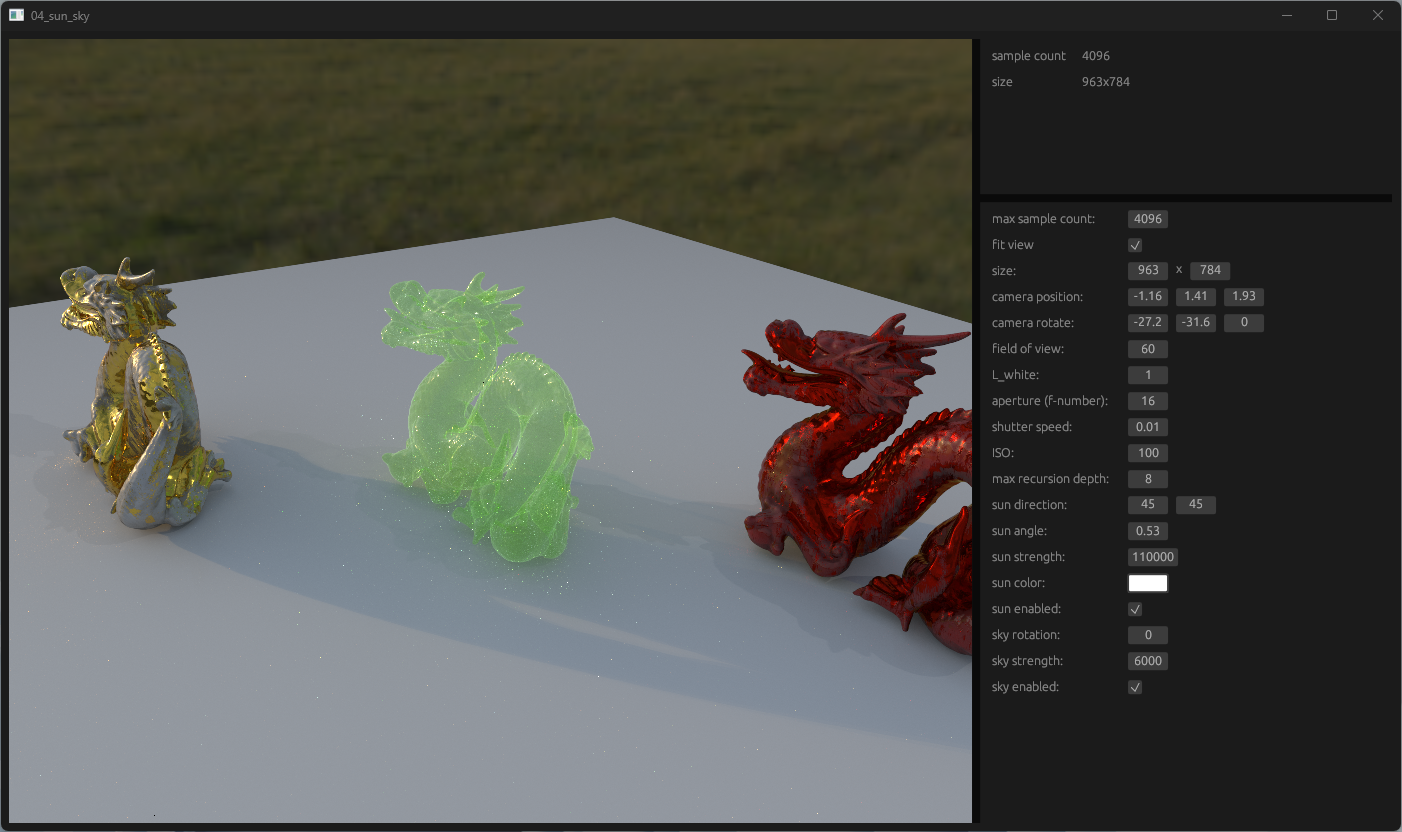 04_sun_sky
sample count 4096
size 963x784
max sample count: 4096
fit view
size: 963 x 784
camera position: -1.16 1.41 1.93
camera rotate: -27.2 -31.6 0
field of view: 60
L_white: 1
aperture (f-number): 16
shutter speed: 0.01
ISO: 100
max recursion depth: 8
sun direction: 45 45
sun angle: 0.53
sun strength: 110000
sun color:
sun enabled:
sky rotation: 0
sky strength: 6000
sky enabled: